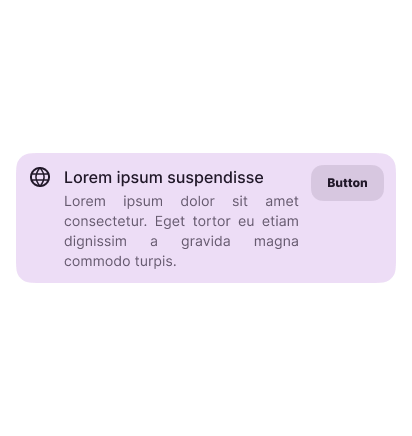 Lorem ipsum suspendisse
Button
Lorem ipsum dolor sit amet
consectetur. Eget tortor eu etiam
dignissim a gravida magna
commodo turpis.